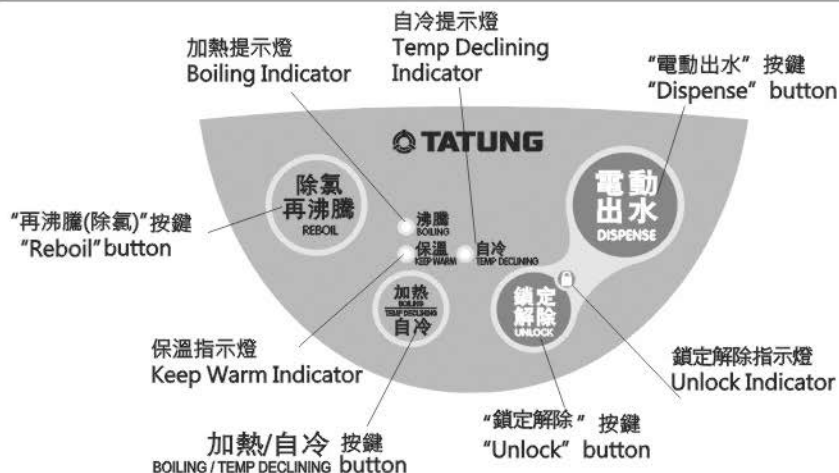 加熱提示燈
Boiling Indicator
自冷提示燈
Temp Declining
Indicator
"電動出水" 按鍵
"Dispense" button
TATUNG
除氯
再沸騰
REBOIL
電動
出水
DISPENSE
"再沸騰(除氯)"按鍵
"Reboil" button
沸騰
BOILING
保溫
KEEP WARM
自冷
TEMP DECLINING
加热
BOILING
TEMP DECLINING
自冷
鎖定
解除
UNLOCK
保溫指示燈
Keep Warm Indicator
鎖定解除指示燈
Unlock Indicator
加熱/自冷 按鍵
BOILING / TEMP DECLINING button
"鎖定解除" 按鍵
"Unlock" button